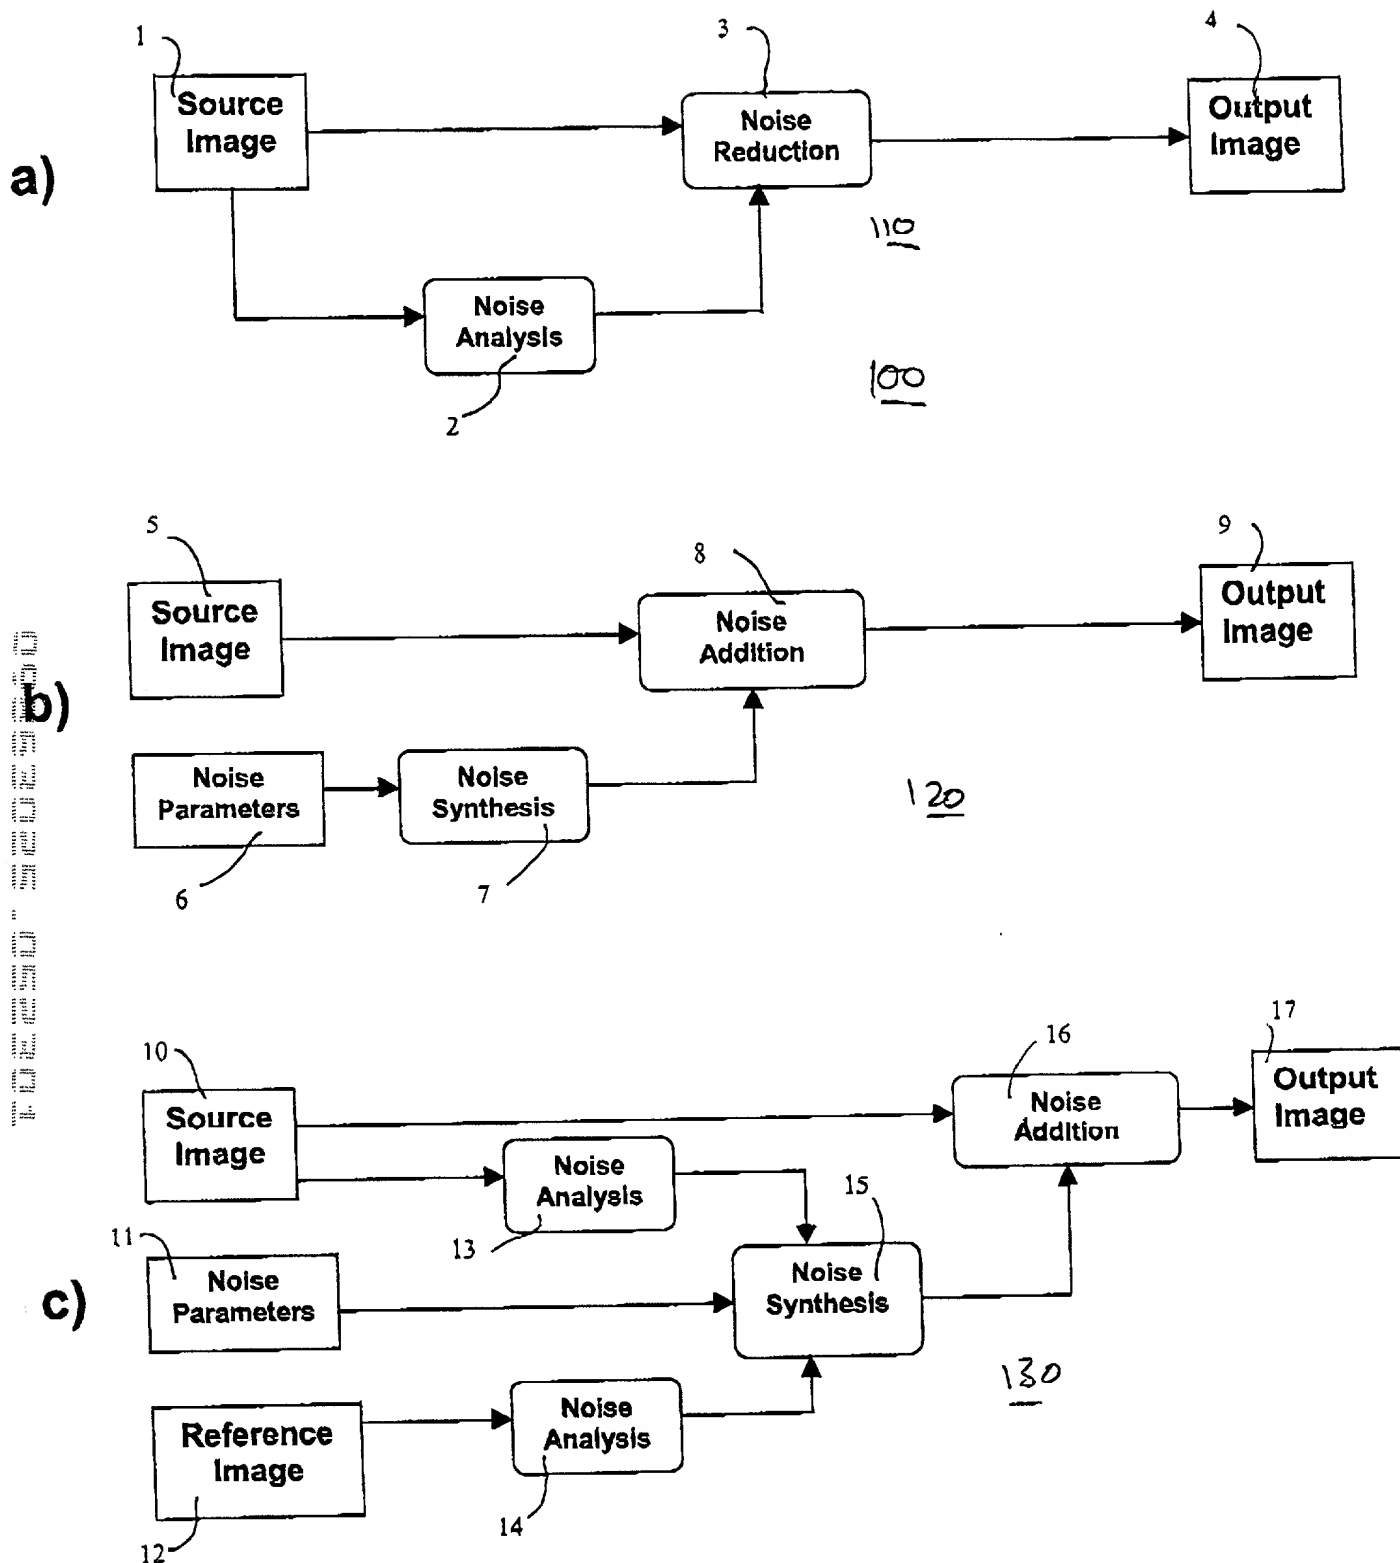 1
3
4
Source
Image
Noise
Reduction
Output
Image
a)
110
Noise
Analysis
100
2
5
8
9
Source
Image
Noise
Addition
Output
Image
b)
Noise
Parameters
Noise
Synthesis
120
6
7
10
16
17
Source
Image
Noise
Addition
Output
Image
Noise
Analysis
15
11
13
Noise
Parameters
Noise
Synthesis
c)
130
Reference
Image
Noise
Analysis
14
12